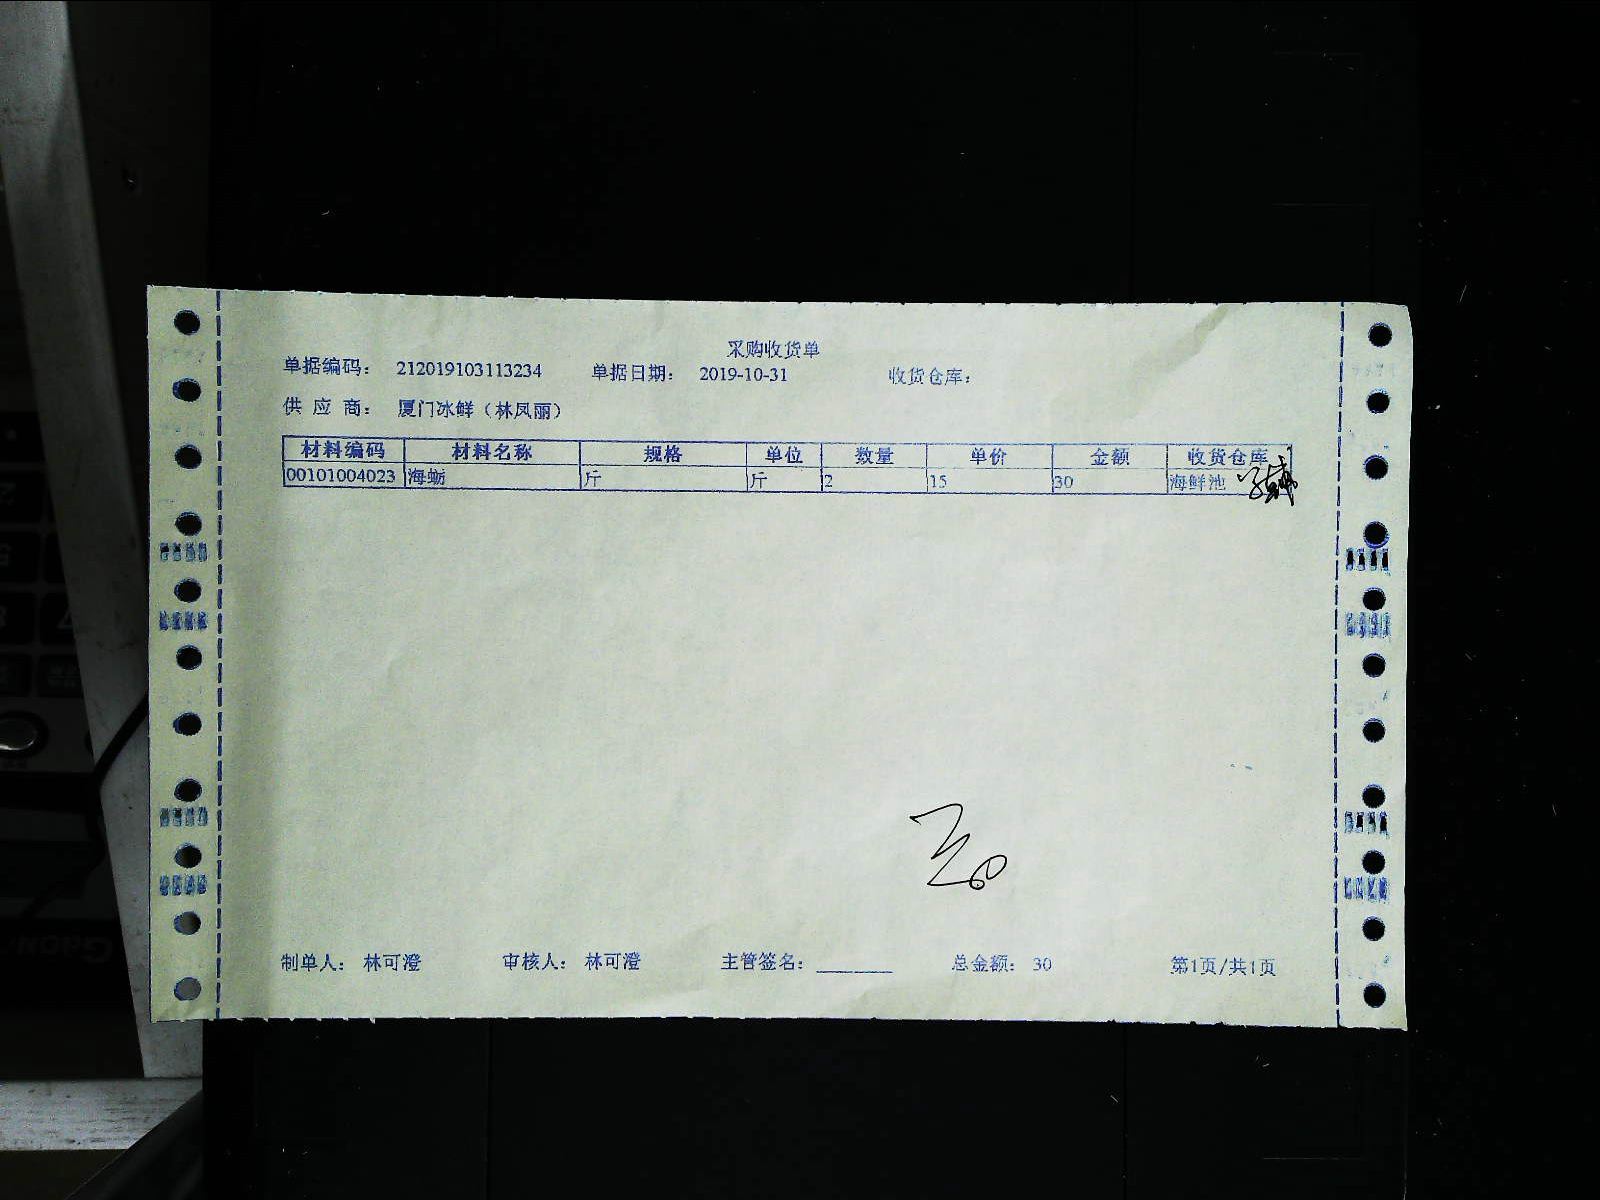 采购收货单
单据编码： 212019103113234 单据日期： 2019-10-31 收货仓库：
供 应 商： 厦门冰鲜（林凤丽）
材料编码 材料名称 规格 单位 数量 单价 金额 收货仓库
00101004023 海蛎 斤 斤 2 15 30 海鲜池
制单人： 林可澄 审核人： 林可澄 主管签名： ________ 总金额： 30 第1页/共1页